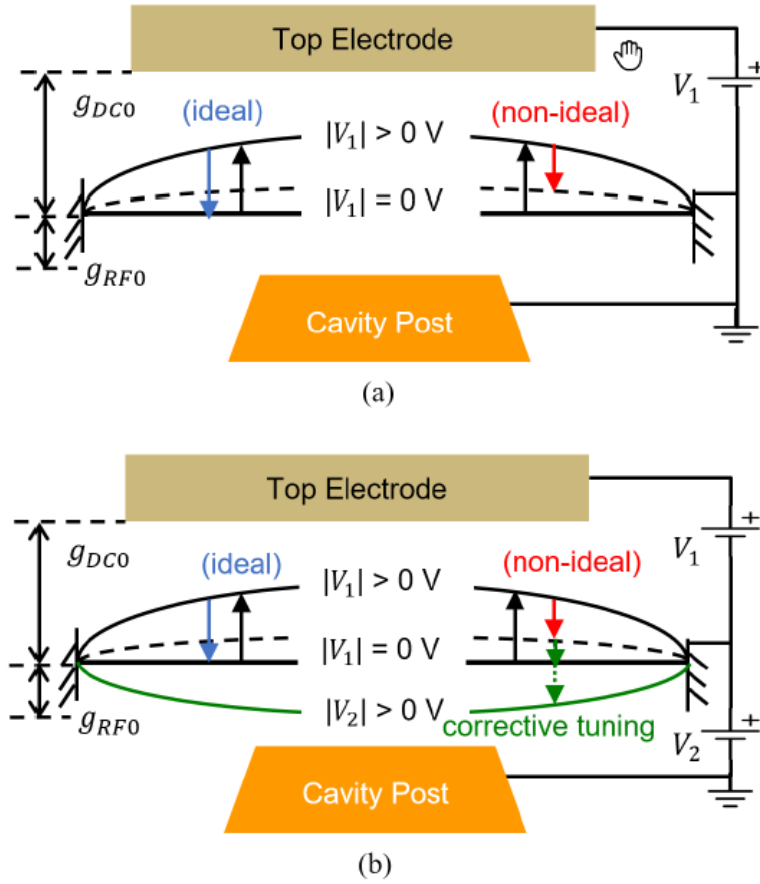 Top Electrode
g_{DC0}
(ideal)
|V_1| > 0 V
(non-ideal)
V_1
+
|V_1| = 0 V
g_{RF0}
Cavity Post
(a)
Top Electrode
g_{DC0}
(ideal)
|V_1| > 0 V
(non-ideal)
V_1
+
|V_1| = 0 V
g_{RF0}
|V_2| > 0 V
corrective tuning
V_2
+
Cavity Post
(b)